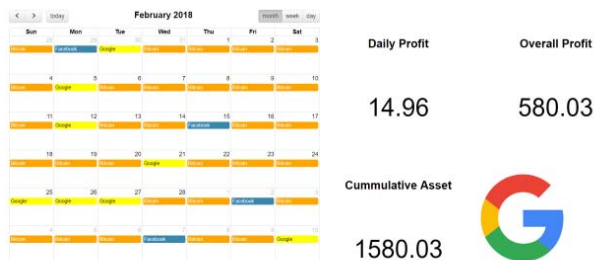 < > today February 2018 month week day
Sun Mon Tue Wed Thu Fri Sat
28 29 30 31 1 2 3
Bitcoin Facebook Google Bitcoin Bitcoin Bitcoin Bitcoin
4 5 6 7 8 9 10
Bitcoin Google Bitcoin Bitcoin Bitcoin Bitcoin Bitcoin
11 12 13 14 15 16 17
Bitcoin Google Bitcoin Bitcoin Facebook Bitcoin Bitcoin
18 19 20 21 22 23 24
Bitcoin Bitcoin Bitcoin Google Bitcoin Bitcoin Bitcoin
25 26 27 28 1 2 3
Google Google Google Bitcoin Bitcoin Facebook Bitcoin
4 5 6 7 8 9 10
Bitcoin Bitcoin Bitcoin Facebook Bitcoin Bitcoin Google
Daily Profit
14.96
Overall Profit
580.03
Cummulative Asset
1580.03
G